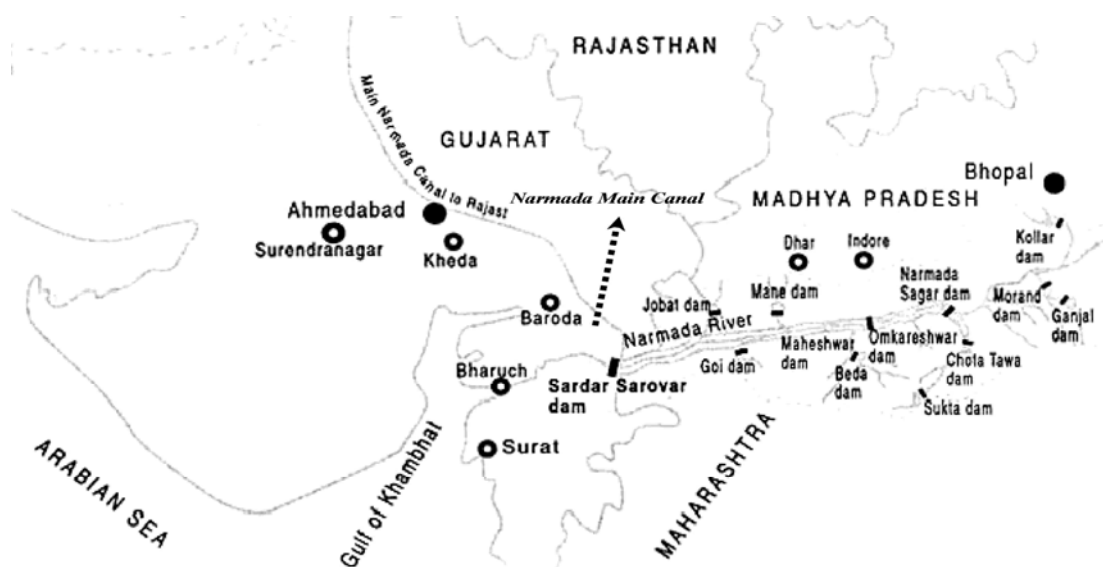 RAJASTHAN
Main Narmada Canal to Rajast
GUJARAT
Narmada Main Canal
MADHYA PRADESH
Bhopal
Ahmedabad
Surendranagar
Kheda
Dhar
Indore
Kollar
dam
Narmada
Sagar dam
Morand
dam
Ganjal
dam
Baroda
Jobat dam
Mane dam
Narmada River
Maheshwar
dam
Omkareshwar
dam
Goi dam
Beda
dam
Chota Tawa
dam
Sukta dam
Bharuch
Sardar Sarovar
dam
Surat
ARABIAN SEA
Gulf of Khambhat
MAHARASHTRA